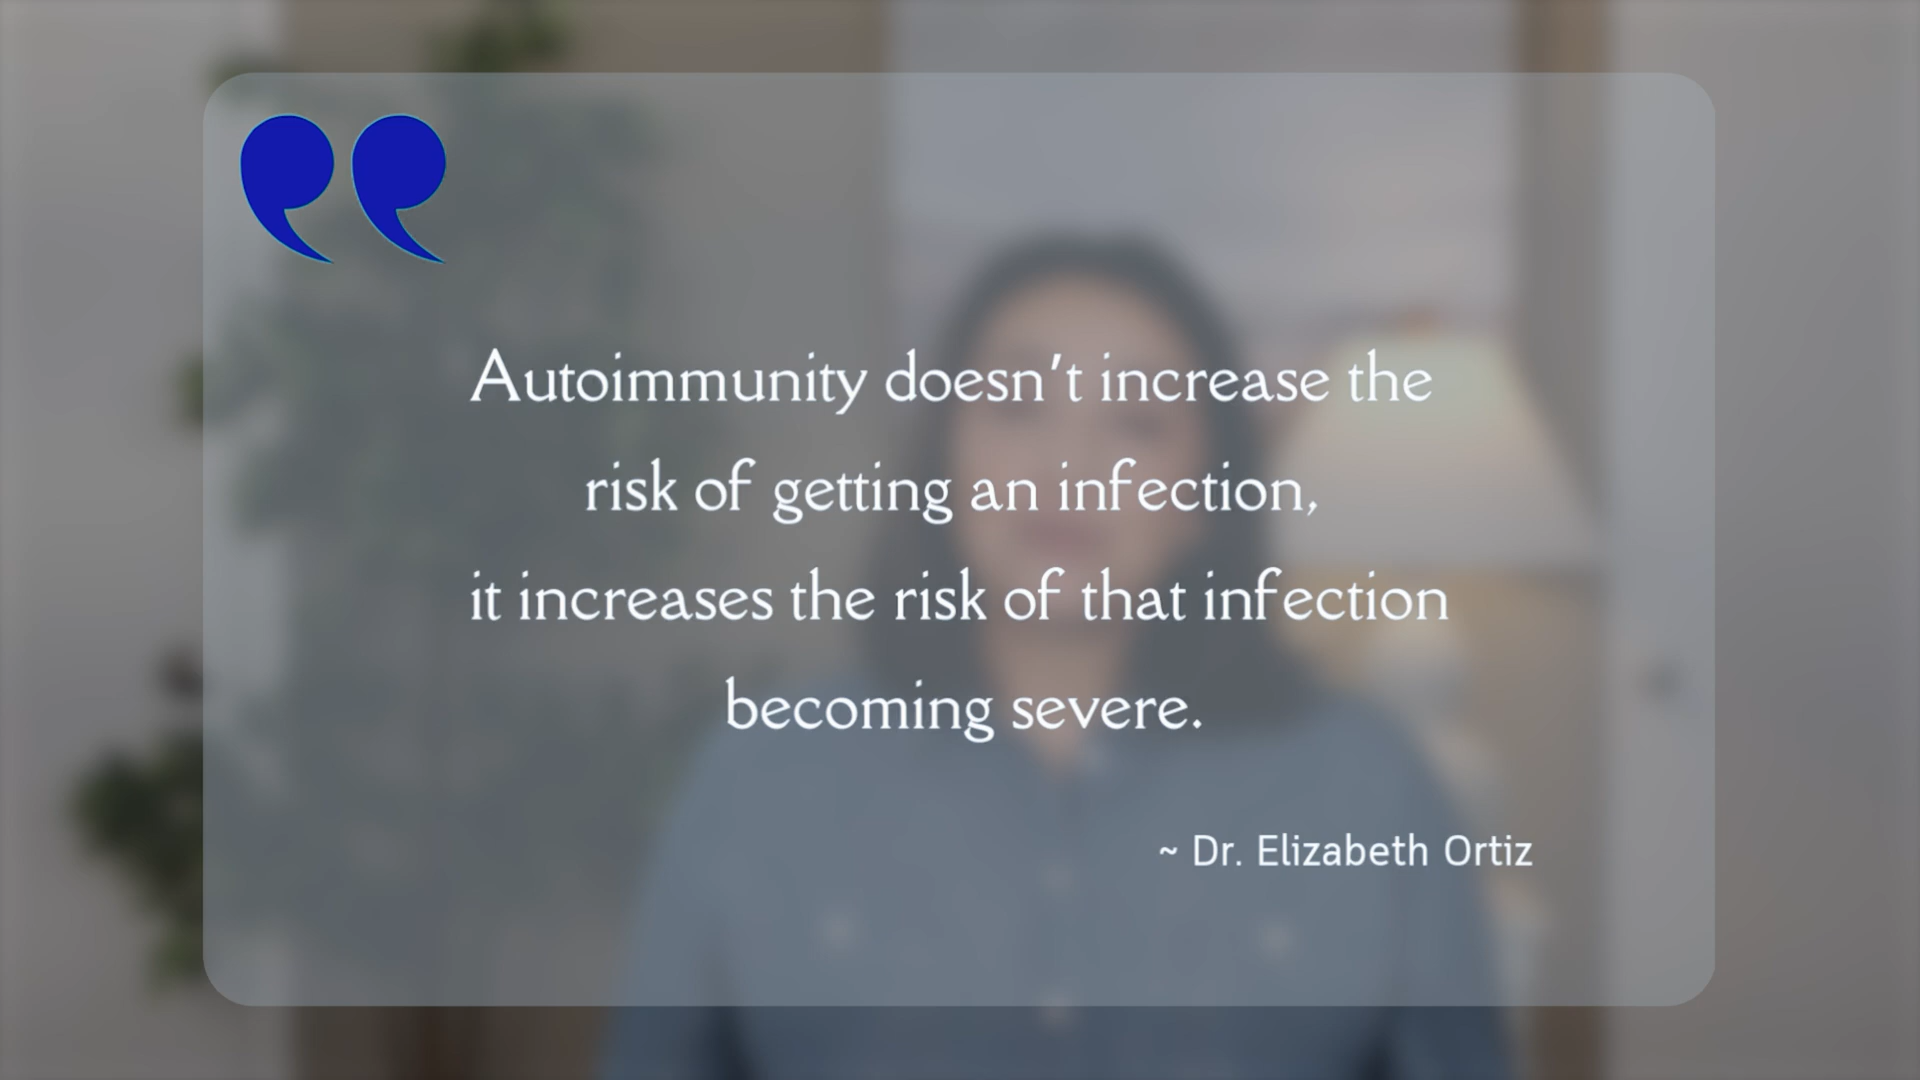 Autoimmunity doesn't increase the
risk of getting an infection,
it increases the risk of that infection
becoming severe.
~ Dr. Elizabeth Ortiz